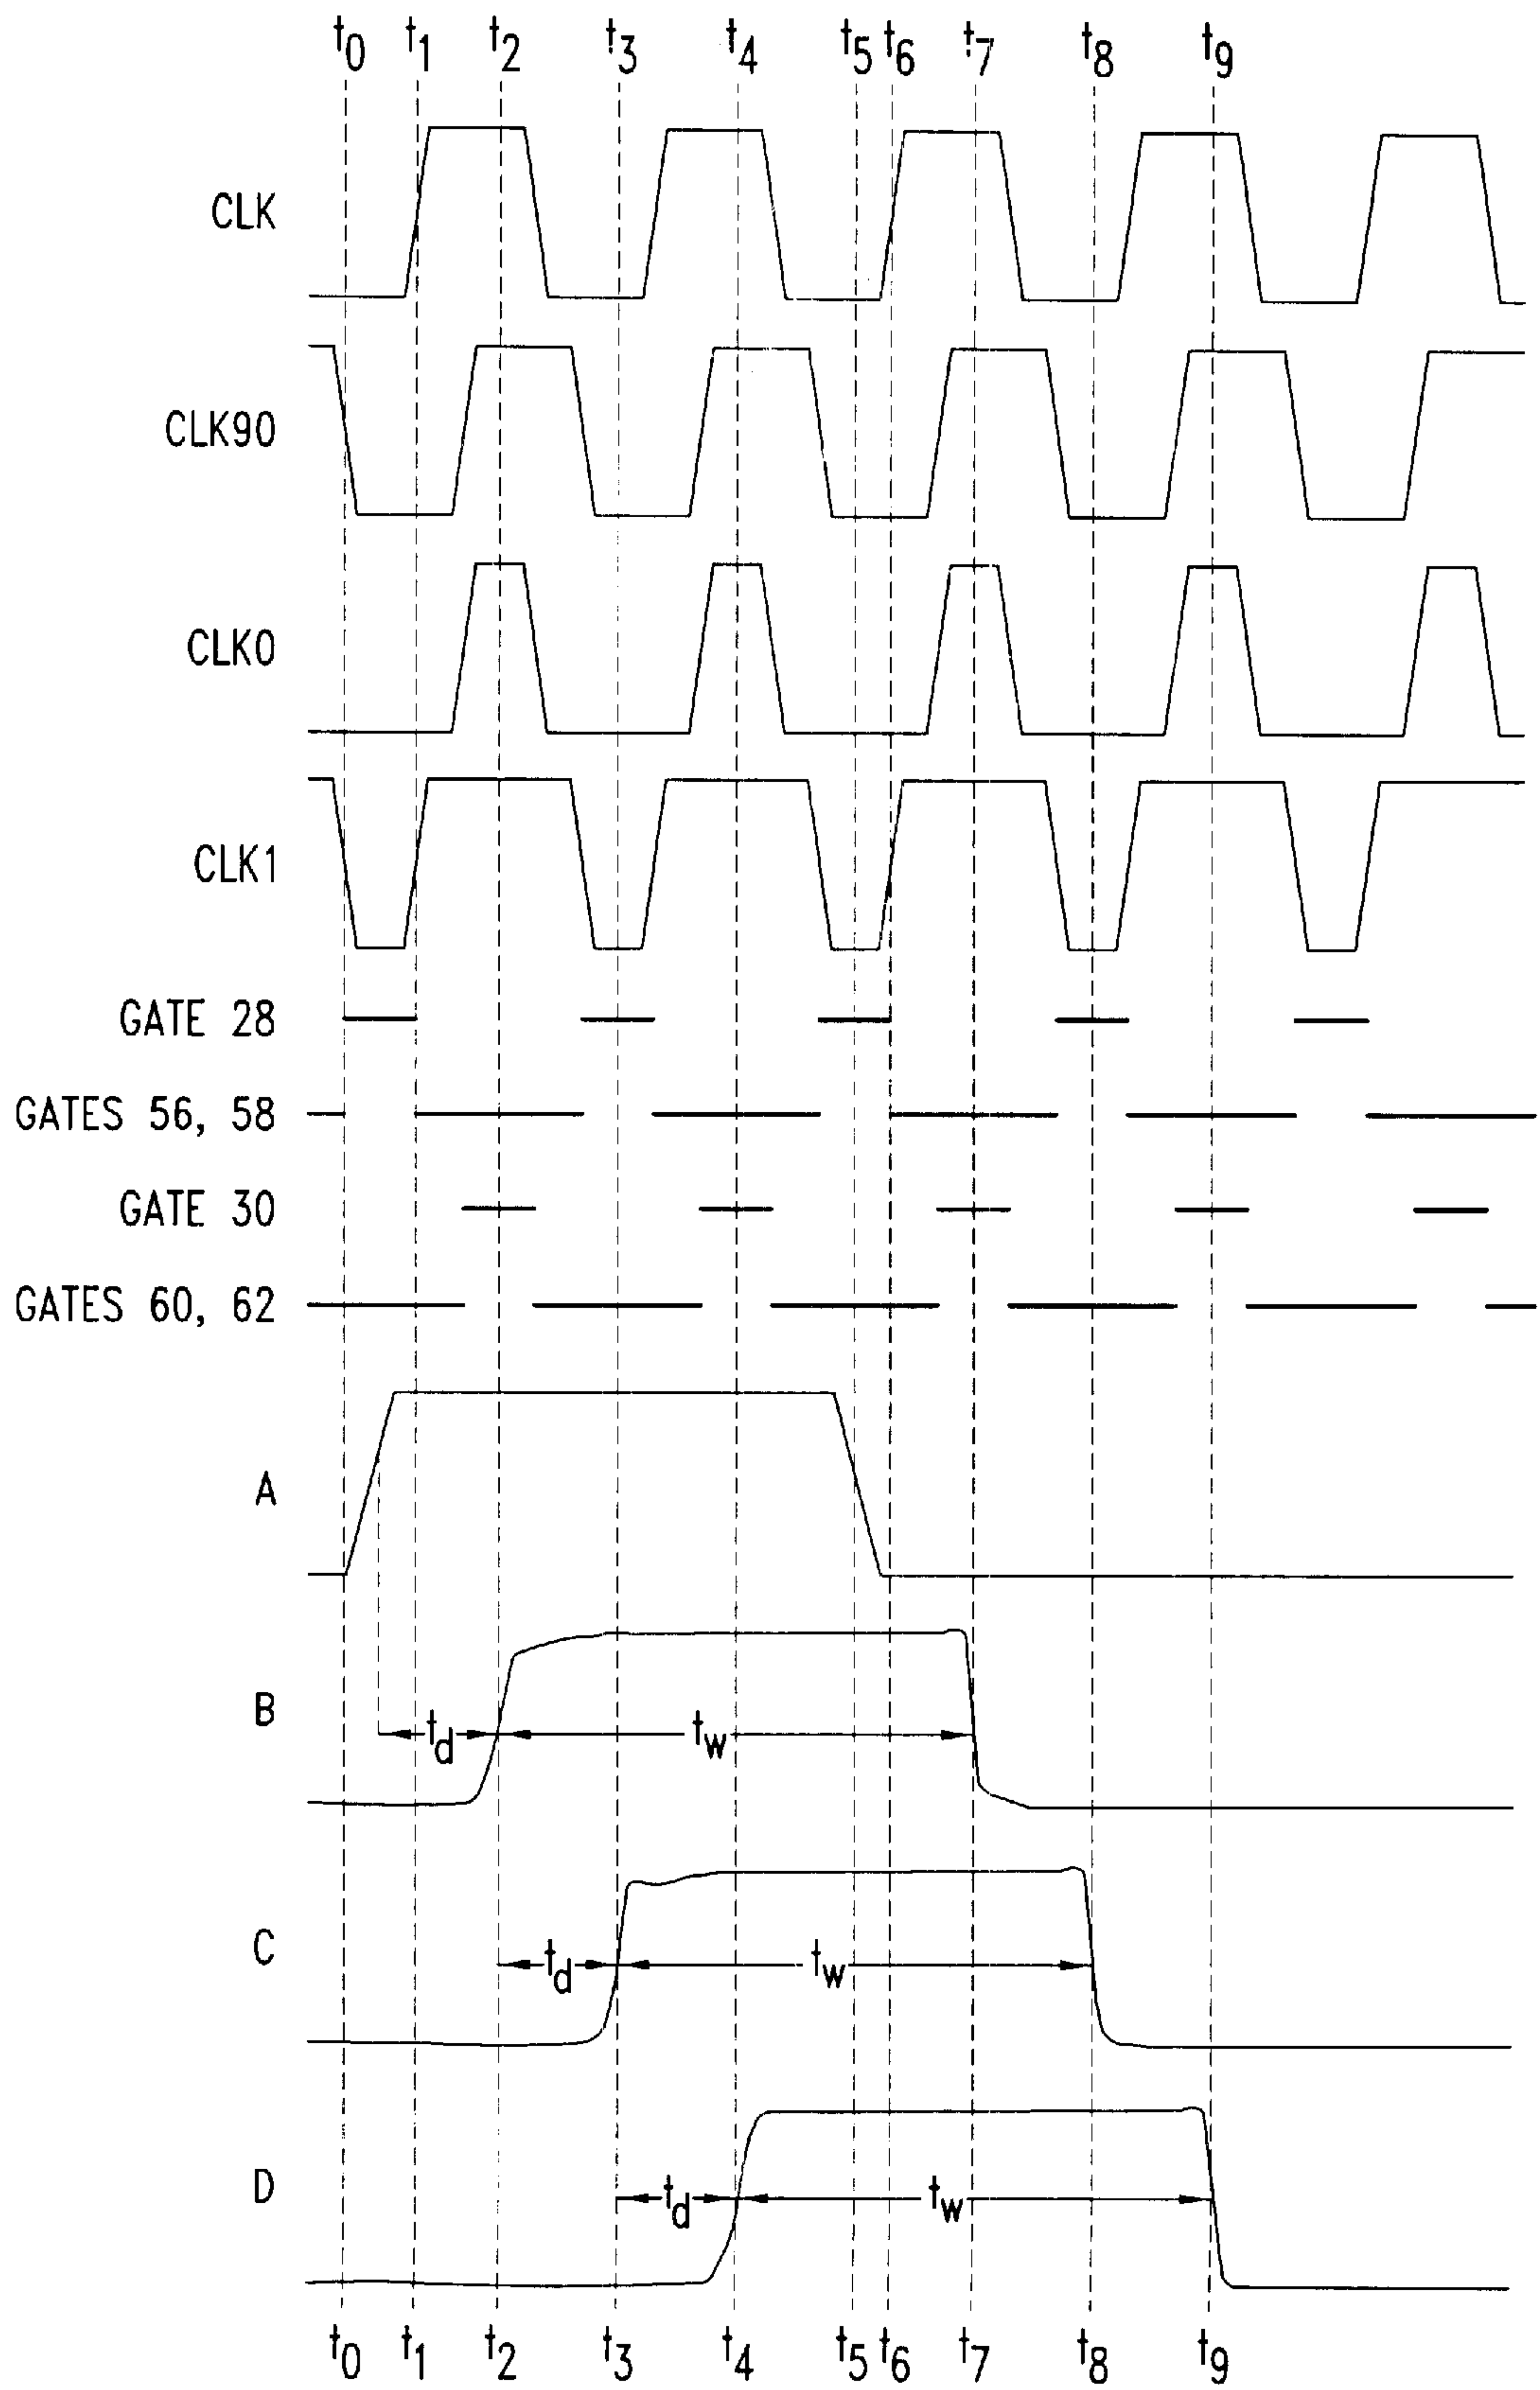 t0 t1 t2 t3 t4 t5 t6 t7 t8 t9
CLK
CLK90
CLK0
CLK1
GATE 28
GATES 56, 58
GATE 30
GATES 60, 62
A
B
td tw
C
td tw
D
td tw
t0 t1 t2 t3 t4 t5 t6 t7 t8 t9